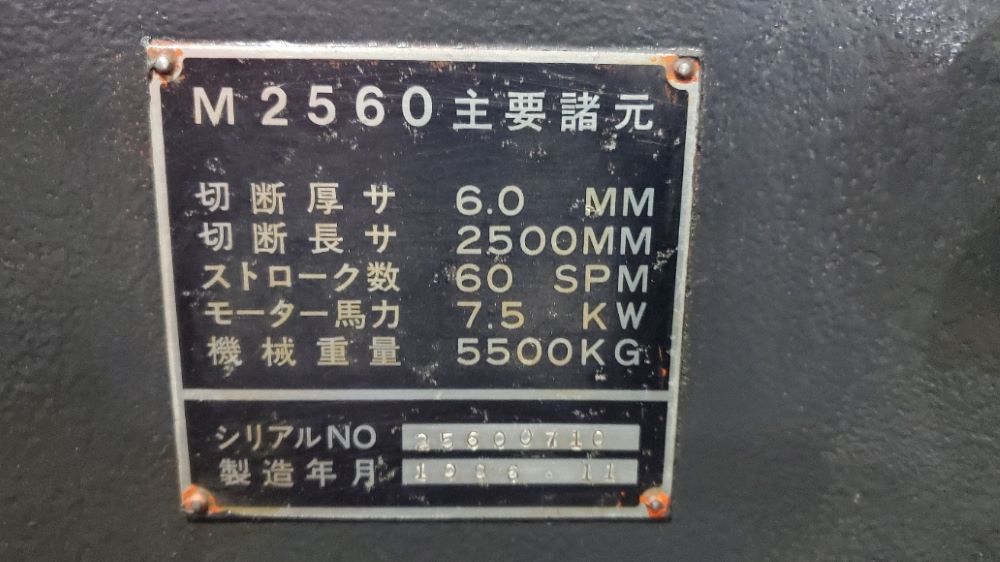 M2560 主要諸元
切断厚サ 6.0 MM
切断長サ 2500MM
ストローク数 60 SPM
モーター馬力 7.5 KW
機械重量 5500KG
シリアルNO 25600710
製造年月 1986.11